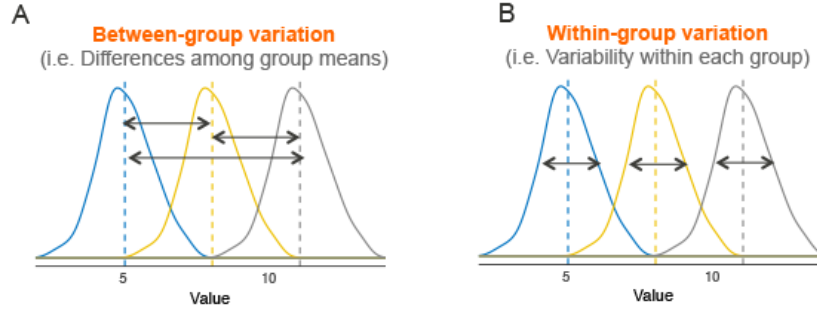 A
Between-group variation
(i.e. Differences among group means)
5
10
Value
B
Within-group variation
(i.e. Variability within each group)
5
10
Value